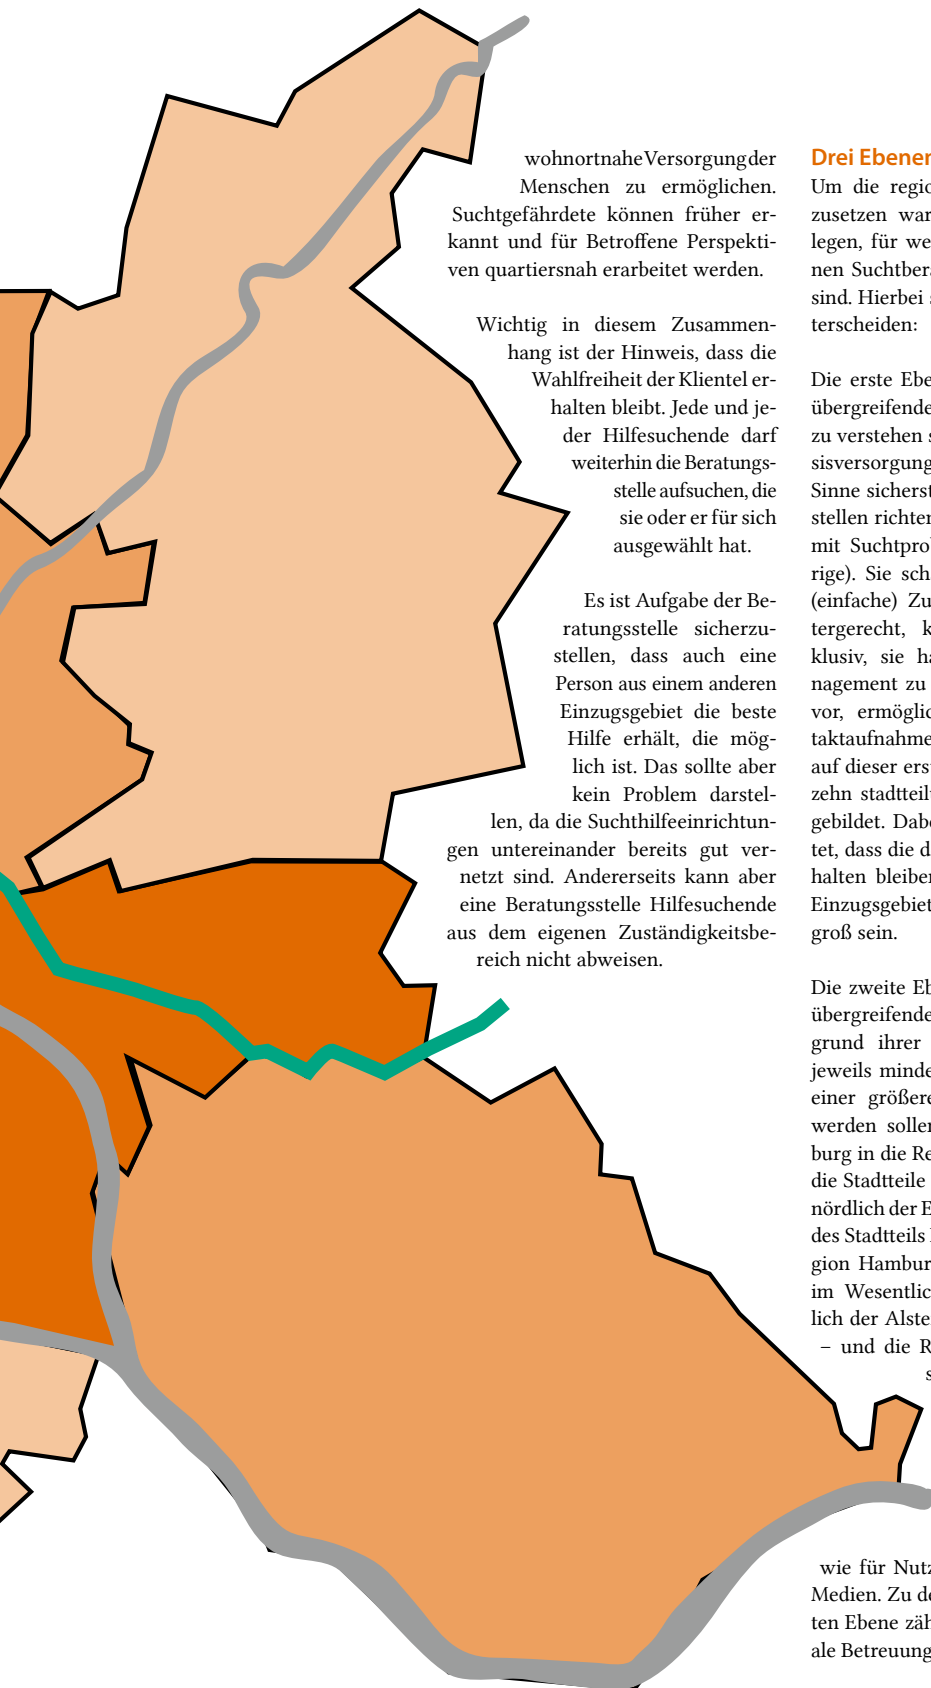 wohnortnahe Versorgung der
Menschen zu ermöglichen.
Suchtgefährdete können früher er-
kannt und für Betroffene Perspekti-
ven quartiersnah erarbeitet werden.
Wichtig in diesem Zusammen-
hang ist der Hinweis, dass die
Wahlfreiheit der Klientel er-
halten bleibt. Jede und je-
der Hilfesuchende darf
weiterhin die Beratungs-
stelle aufsuchen, die
sie oder er für sich
ausgewählt hat.
Es ist Aufgabe der Be-
ratungsstelle sicherzu-
stellen, dass auch eine
Person aus einem anderen
Einzugsgebiet die beste
Hilfe erhält, die mög-
lich ist. Das sollte aber
kein Problem darstel-
len, da die Suchthilfeeinrichtun-
gen untereinander bereits gut ver-
netzt sind. Andererseits kann aber
eine Beratungsstelle Hilfesuchende
aus dem eigenen Zuständigkeitsbe-
reich nicht abweisen.
Drei Ebenen
Um die regio
zusetzen war
legen, für we
nen Suchtber
sind. Hierbei s
terscheiden:
Die erste Ebe
übergreifende
zu verstehen s
sisversorgung
Sinne sicherst
stellen richten
mit Suchtpro
rige). Sie sch
(einfache) Zu
tergerecht, k
klusiv, sie ha
nagement zu
vor, ermöglic
taktaufnahme
auf dieser erst
zehn stadtteil
gebildet. Dabe
tet, dass die d
halten bleiben
Einzugsgebiet
groß sein.
Die zweite Eb
übergreifende
grund ihrer
jeweils minde
einer größere
werden sollen
burg in die Re
die Stadtteile
nördlich der E
des Stadtteils
gion Hambur
im Wesentlic
lich der Alste
– und die R
s
wie für Nutz
Medien. Zu de
ten Ebene zäh
ale Betreuung